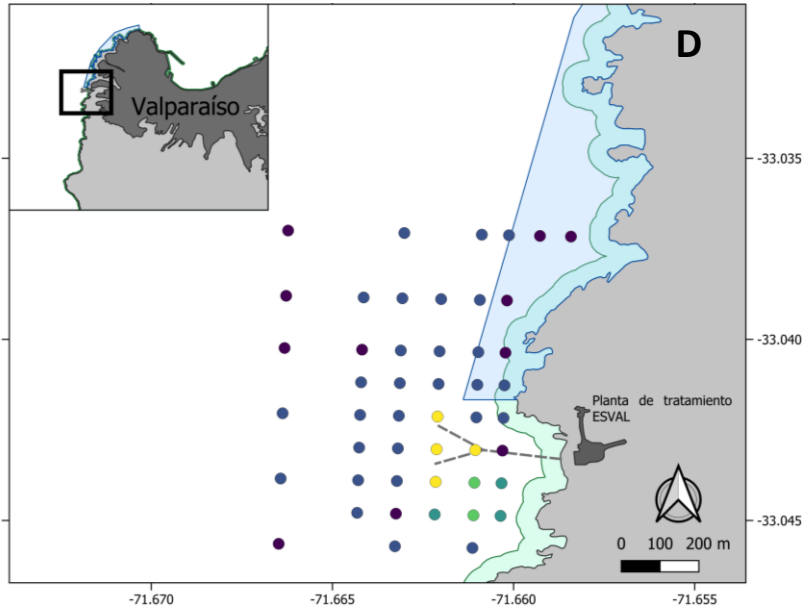 D
Valparaíso
-33.035
-33.040
Planta de tratamiento
ESVAL
-33.045
0 100 200 m
-71.670 -71.665 -71.660 -71.655